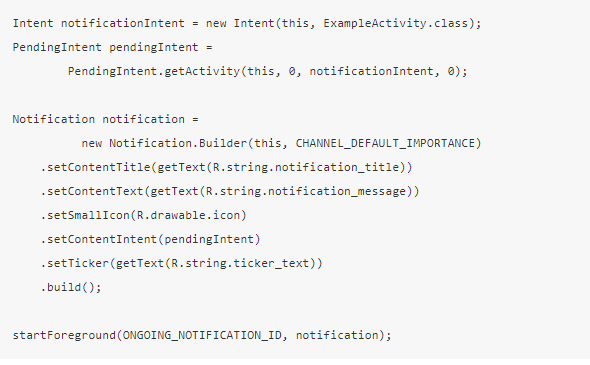 Intent notificationIntent = new Intent(this, ExampleActivity.class);
PendingIntent pendingIntent =
        PendingIntent.getActivity(this, 0, notificationIntent, 0);

Notification notification =
          new Notification.Builder(this, CHANNEL_DEFAULT_IMPORTANCE)
    .setContentTitle(getText(R.string.notification_title))
    .setContentText(getText(R.string.notification_message))
    .setSmallIcon(R.drawable.icon)
    .setContentIntent(pendingIntent)
    .setTicker(getText(R.string.ticker_text))
    .build();

startForeground(ONGOING_NOTIFICATION_ID, notification);